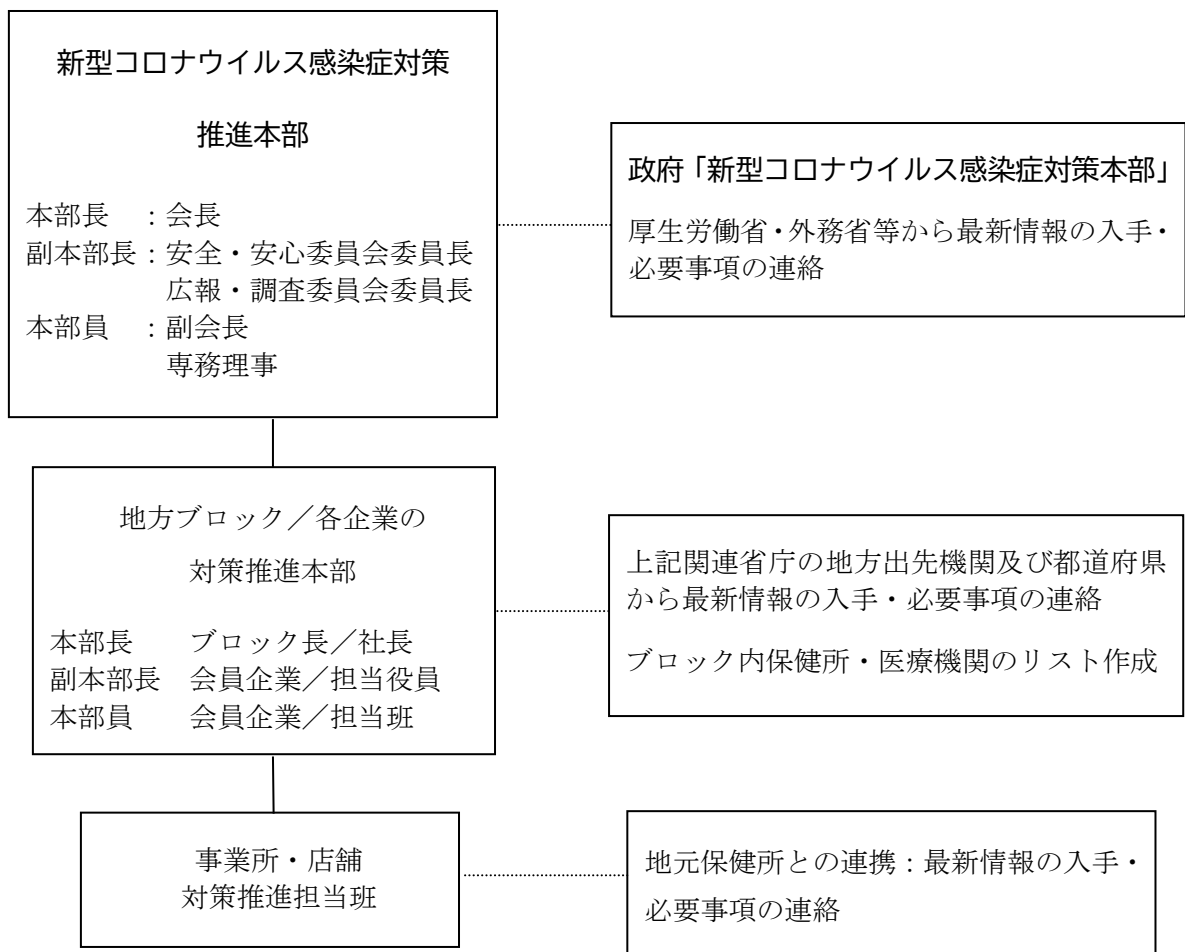 新型コロナウイルス感染症対策
推進本部
本部長　：会長
副本部長：安全・安心委員会委員長
広報・調査委員会委員長
本部員　：副会長
専務理事
政府「新型コロナウイルス感染症対策本部」
厚生労働省・外務省等から最新情報の入手・
必要事項の連絡
地方ブロック／各企業の
対策推進本部
本部長　　ブロック長／社長
副本部長　会員企業／担当役員
本部員　　会員企業／担当班
上記関連省庁の地方出先機関及び都道府県
から最新情報の入手・必要事項の連絡
ブロック内保健所・医療機関のリスト作成
事業所・店舗
対策推進担当班
地元保健所との連携：最新情報の入手・
必要事項の連絡